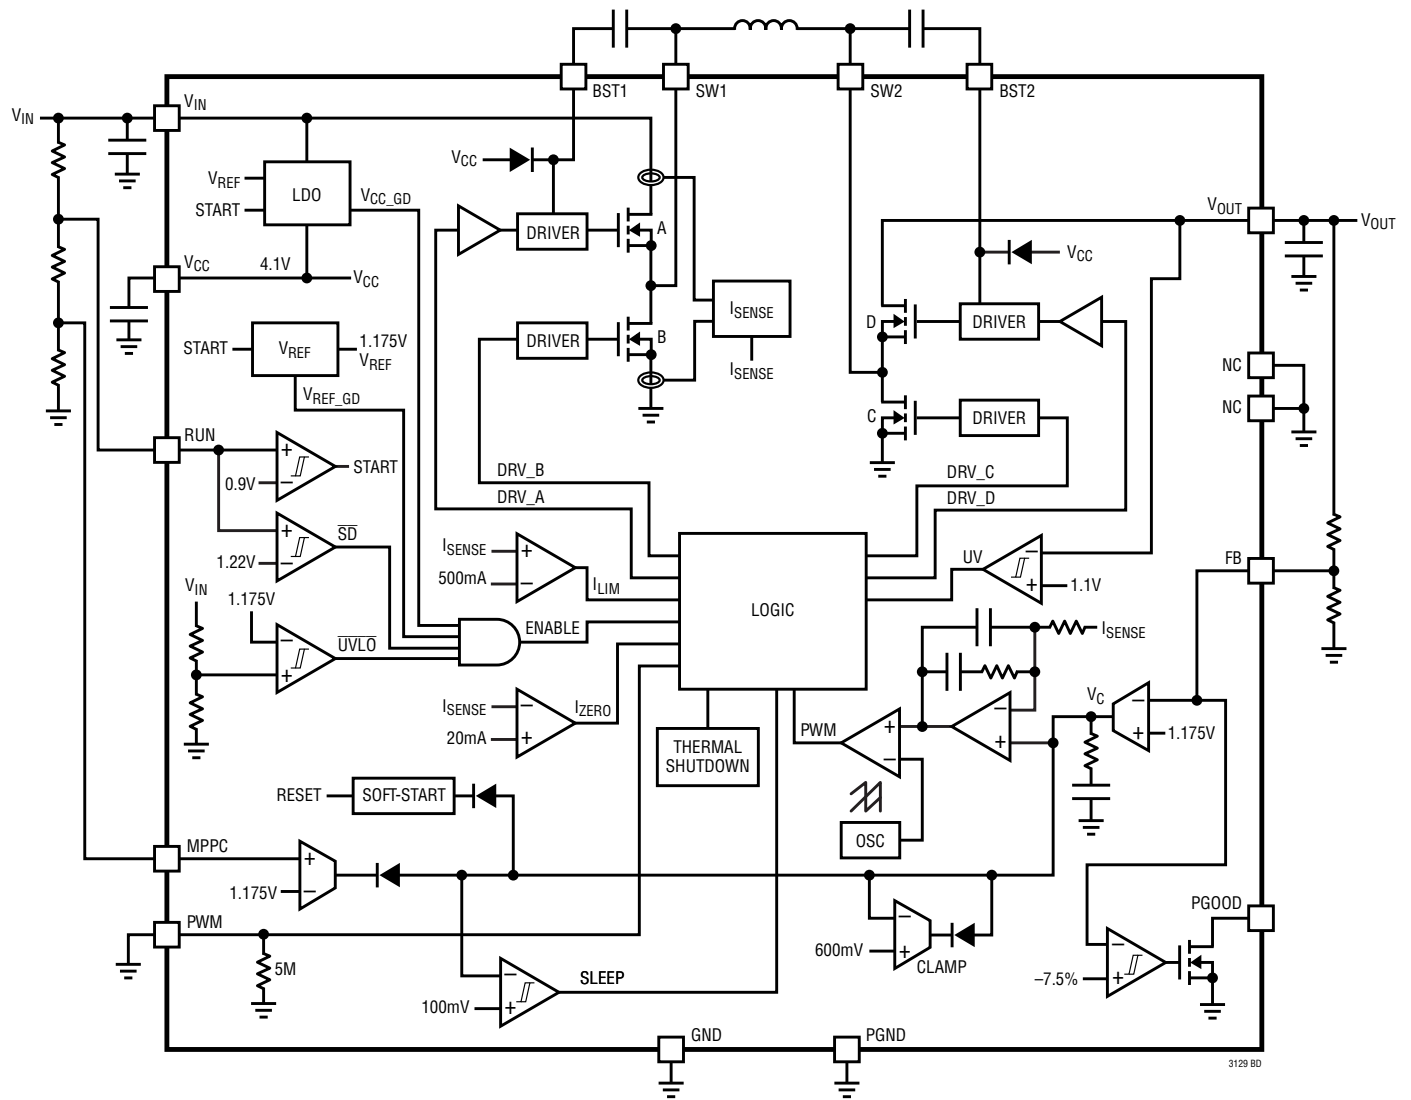 BST1
SW1
SW2
BST2
VIN
VIN
VREF
START
LDO
VCC_GD
VCC
DRIVER
A
VCC
4.1V
VCC
START
VREF
1.175V
VREF
VREF_GD
DRIVER
B
ISENSE
ISENSE
VCC
D
DRIVER
C
DRIVER
VOUT
VOUT
NC
NC
RUN
+
–
0.9V
START
+
–
1.22V
SD
VIN
1.175V
–
+
UVLO
DRV_B
DRV_A
DRV_C
DRV_D
ISENSE
500mA
+
–
ILIM
ENABLE
ISENSE
20mA
–
+
IZERO
LOGIC
THERMAL
SHUTDOWN
UV
–
+
1.1V
FB
ISENSE
PWM
+
–
–
+
VC
–
+
1.175V
OSC
RESET
SOFT-START
MPPC
+
–
1.175V
PWM
5M
–
+
100mV
SLEEP
–
+
600mV
CLAMP
PGOOD
–
+
–7.5%
GND
PGND
3129 BD